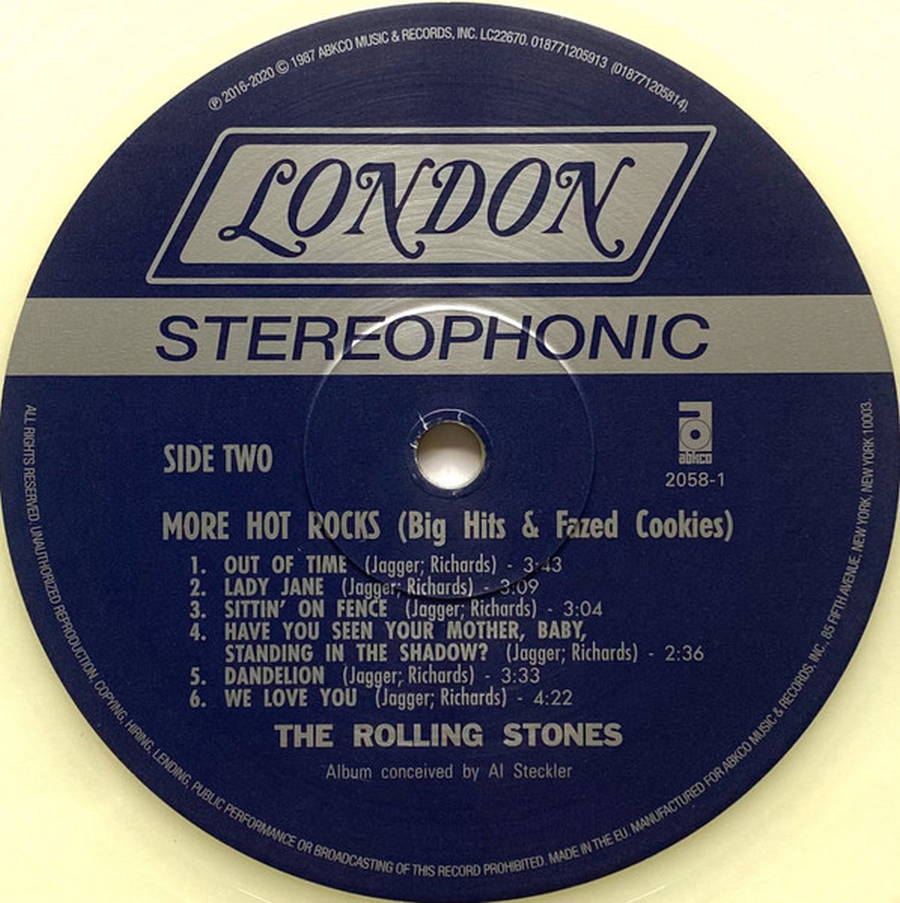 ℗ 2016-2020 © 1987 ABKCO MUSIC & RECORDS, INC. LC22670. 018771205913 (018771205814).
LONDON
STEREOPHONIC
abkco
SIDE TWO
2058-1
MORE HOT ROCKS (Big Hits & Fazed Cookies)
1. OUT OF TIME (Jagger; Richards) - 3:43
2. LADY JANE (Jagger; Richards) - 3:09
3. SITTIN' ON FENCE (Jagger; Richards) - 3:04
4. HAVE YOU SEEN YOUR MOTHER, BABY,
STANDING IN THE SHADOW? (Jagger; Richards) - 2:36
5. DANDELION (Jagger; Richards) - 3:33
6. WE LOVE YOU (Jagger; Richards) - 4:22
THE ROLLING STONES
Album conceived by Al Steckler
ALL RIGHTS RESERVED. UNAUTHORIZED REPRODUCTION, COPYING, HIRING, LENDING, PUBLIC PERFORMANCE OR BROADCASTING OF THIS RECORD PROHIBITED. MADE IN THE EU. MANUFACTURED FOR ABKCO MUSIC & RECORDS, INC., 85 FIFTH AVENUE, NEW YORK, NEW YORK 10003.